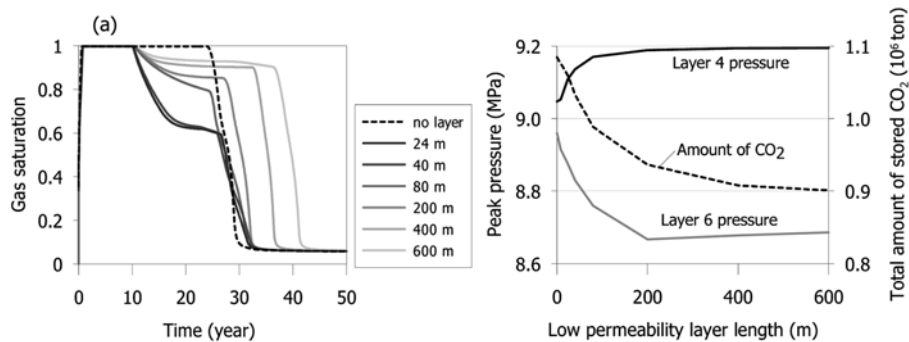 (a)
Gas saturation
1
0.8
0.6
0.4
0.2
0
0 10 20 30 40 50
Time (year)
no layer
24 m
40 m
80 m
200 m
400 m
600 m
Peak pressure (MPa)
9.2
9.0
8.8
8.6
Layer 4 pressure
Amount of CO2
Layer 6 pressure
0 200 400 600
Low permeability layer length (m)
1.1
1.0
0.9
0.8
Total amount of stored CO2 (10⁶ ton)